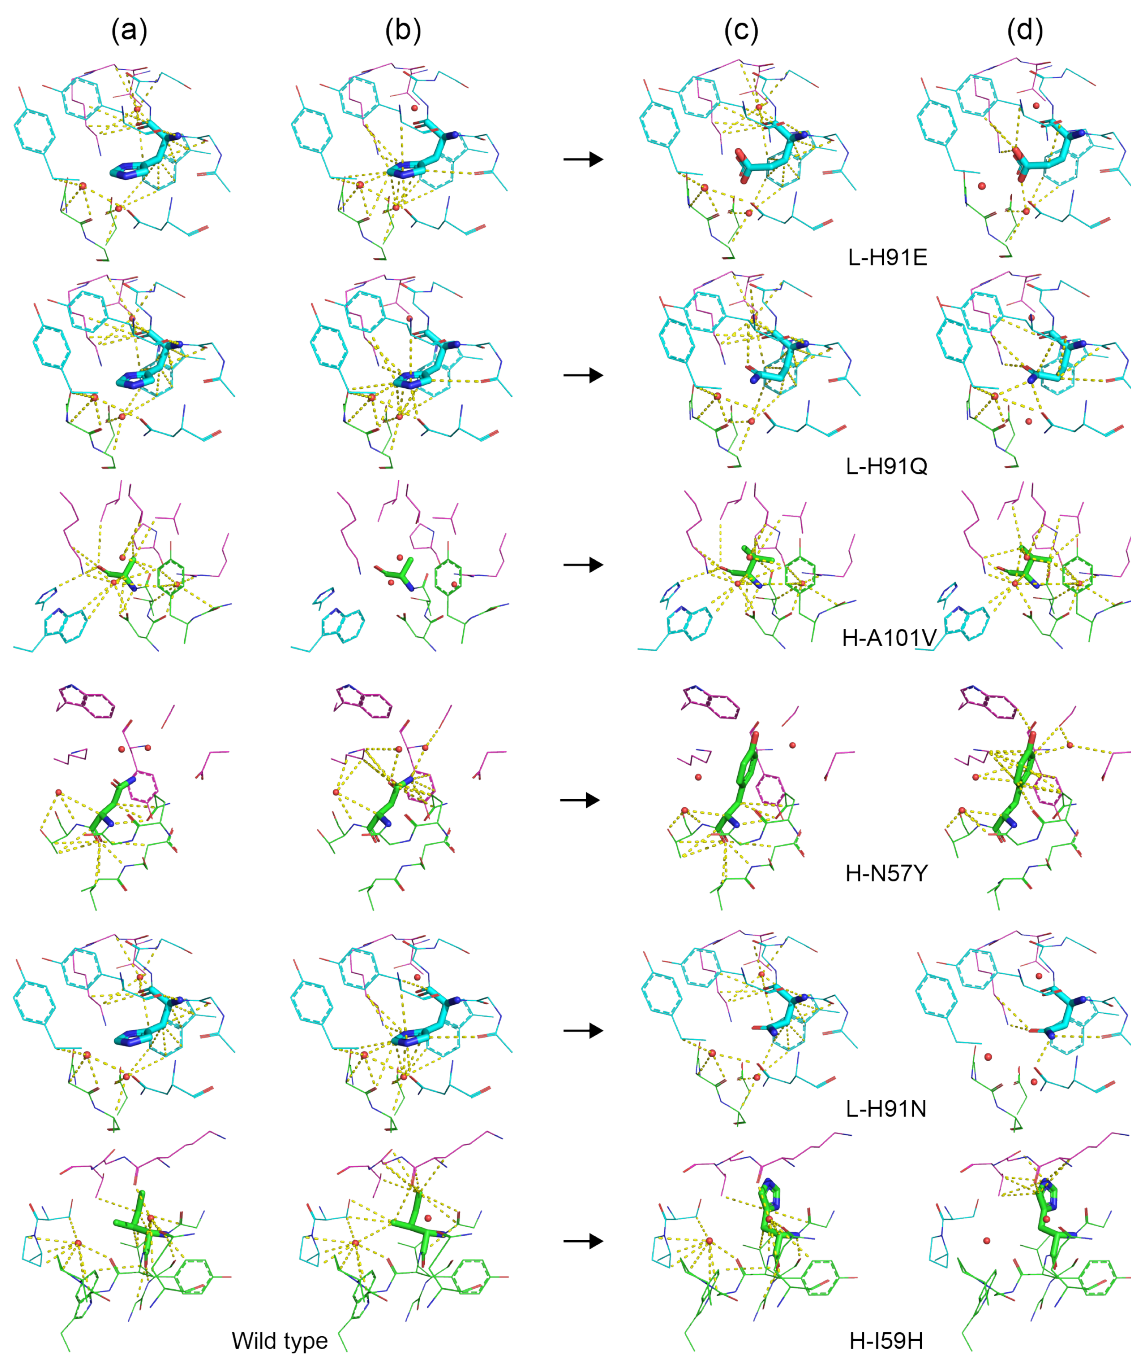 (a) (b) (c) (d)
L-H91E
L-H91Q
H-A101V
H-N57Y
L-H91N
Wild type H-I59H